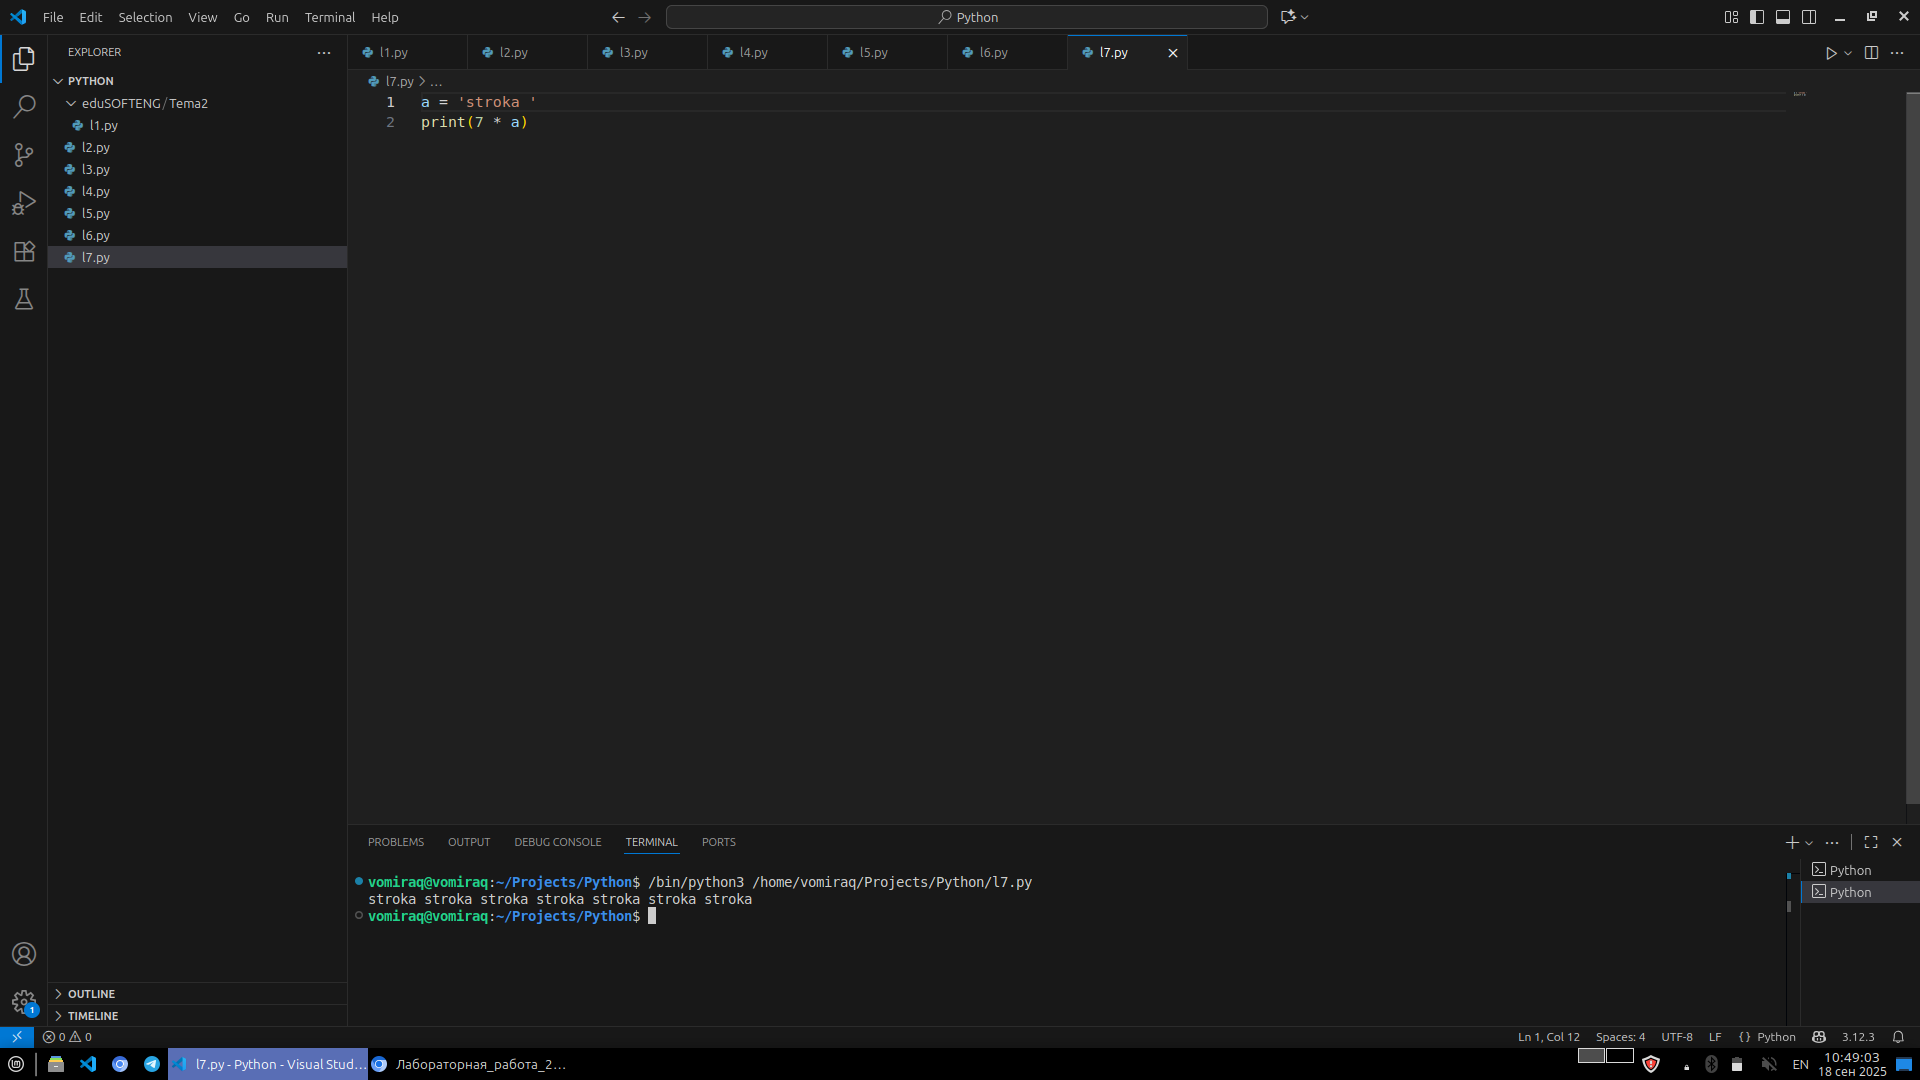 File Edit Selection View Go Run Terminal Help
Python
EXPLORER
PYTHON
eduSOFTENG/Tema2
l1.py
l2.py
l3.py
l4.py
l5.py
l6.py
l7.py
OUTLINE
TIMELINE
l1.py l2.py l3.py l4.py l5.py l6.py l7.py
l7.py > ...
1 a = 'stroka '
2 print(7 * a)
PROBLEMS OUTPUT DEBUG CONSOLE TERMINAL PORTS
vomiraq@vomiraq:~/Projects/Python$ /bin/python3 /home/vomiraq/Projects/Python/l7.py
stroka stroka stroka stroka stroka stroka stroka
vomiraq@vomiraq:~/Projects/Python$
Python
Python
1
0 0
Ln 1, Col 12 Spaces: 4 UTF-8 LF {} Python 3.12.3
l7.py - Python - Visual Stud...
Лабораторная_работа_2...
EN
10:49:03
18 сен 2025